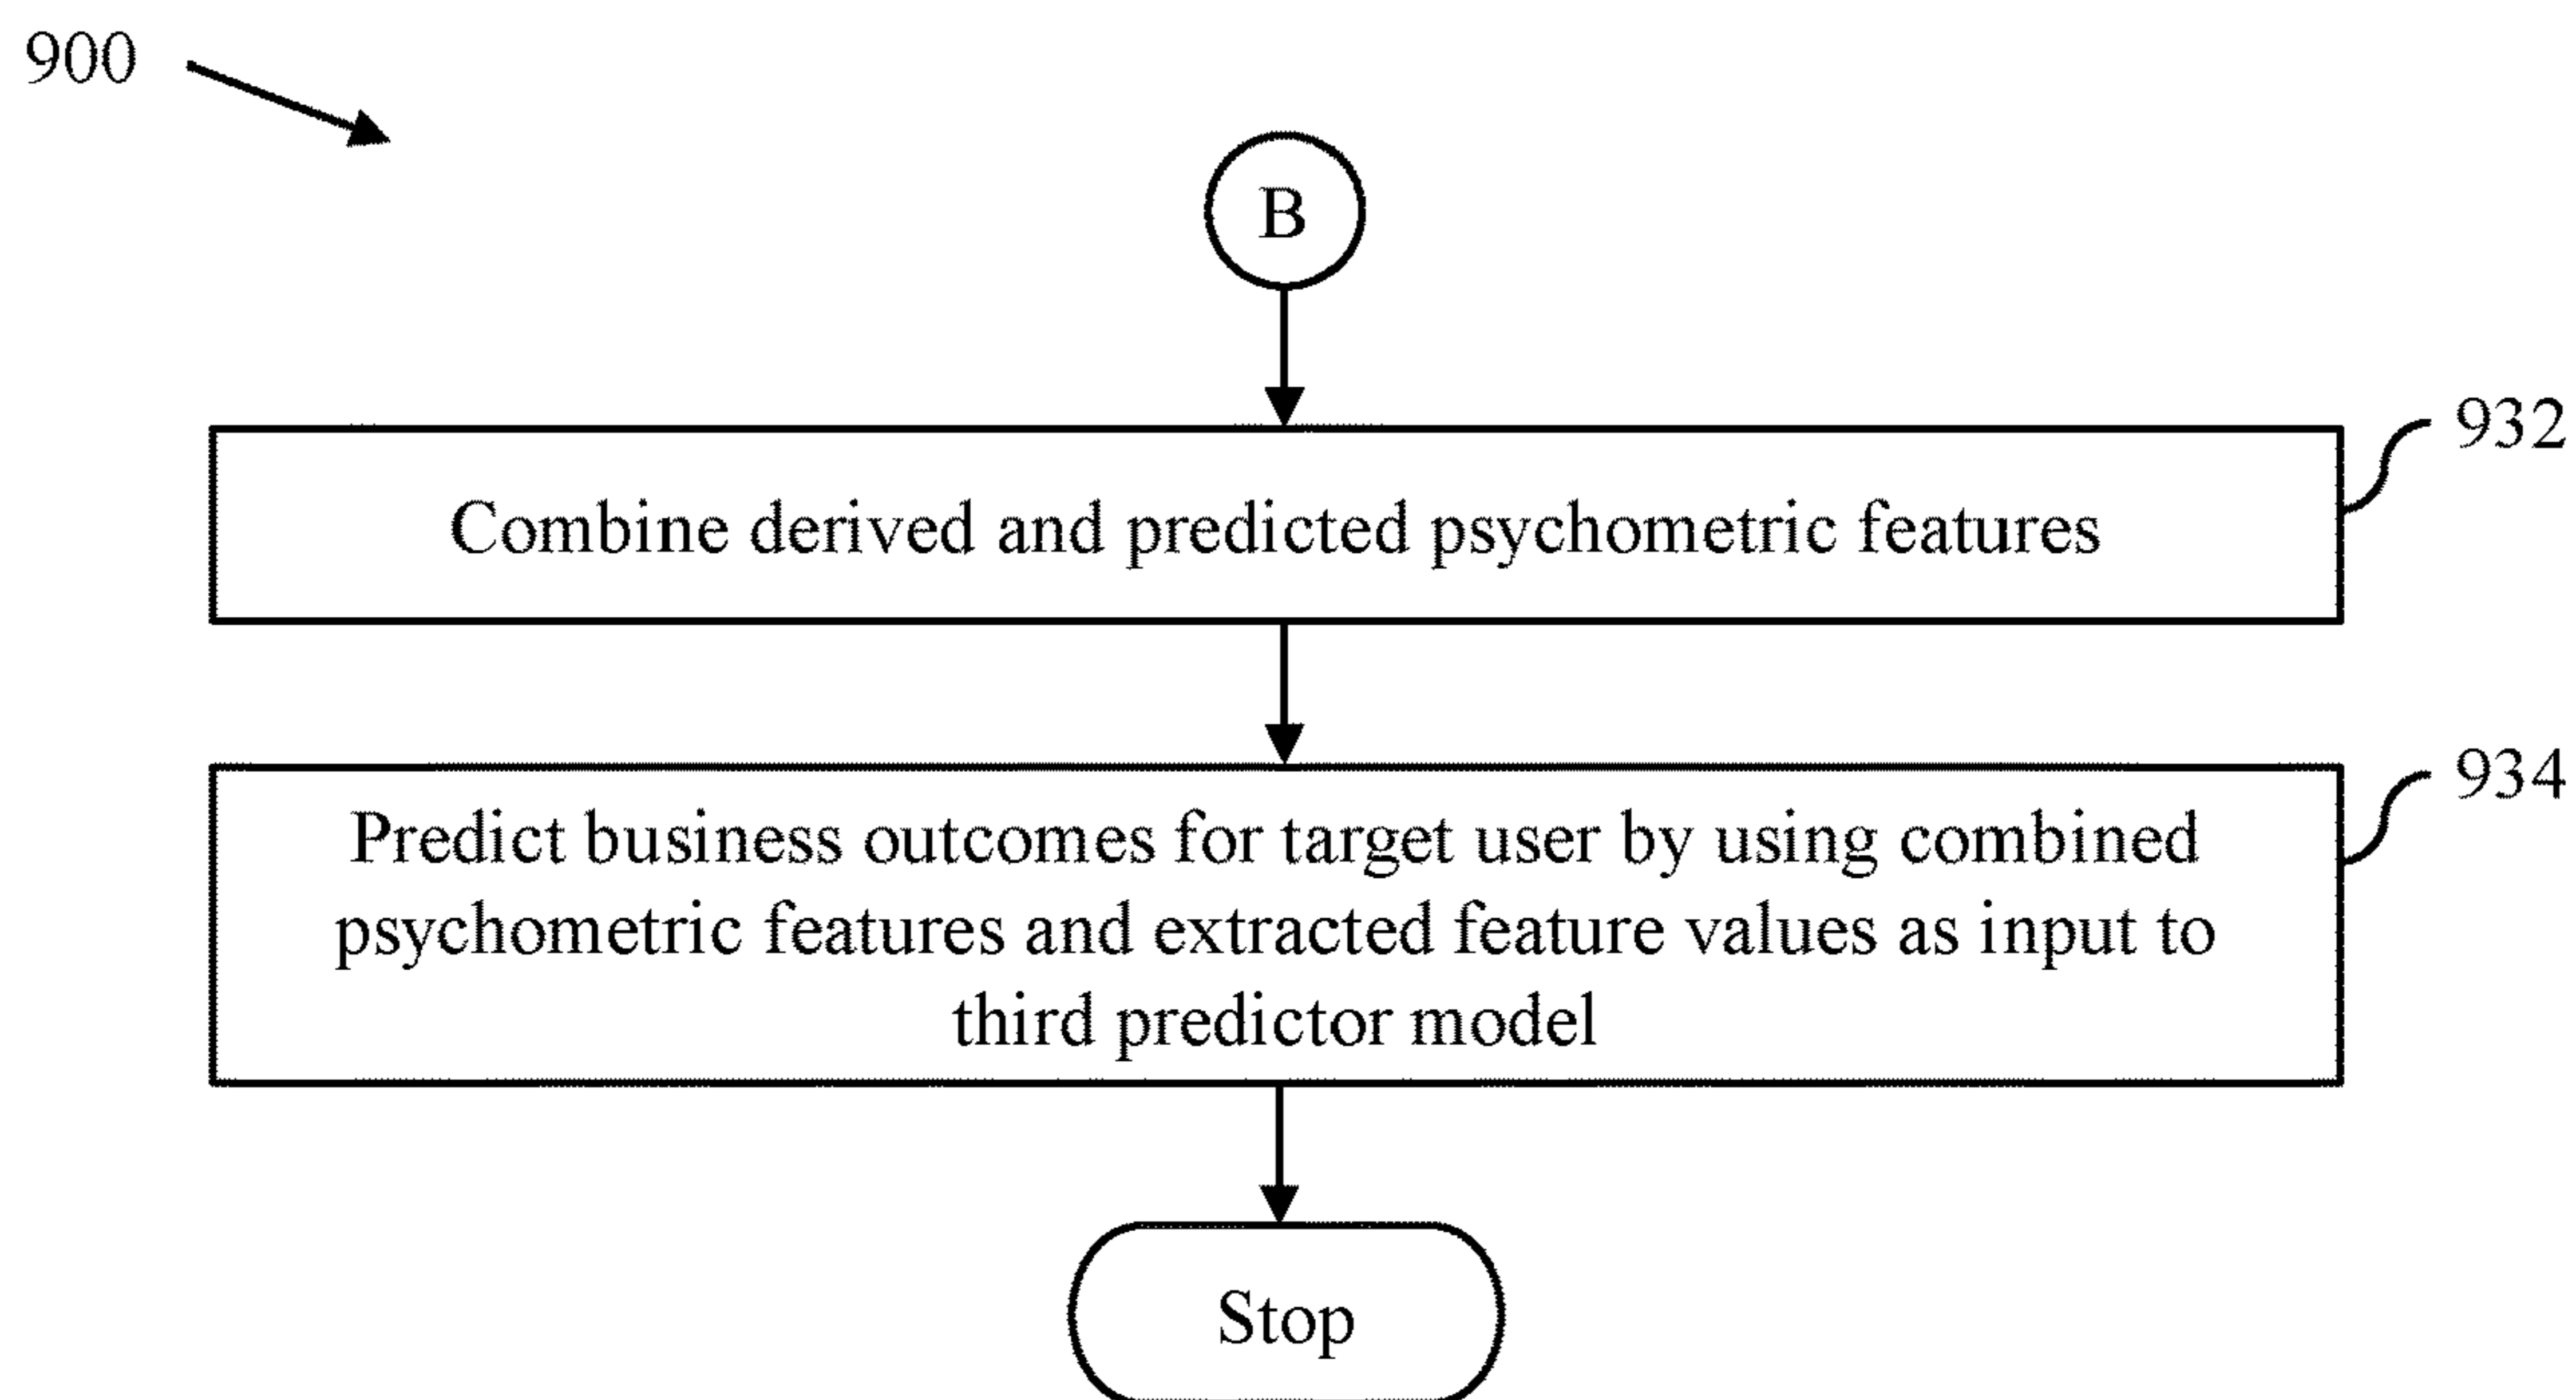 900
B
932
Combine derived and predicted psychometric features
934
Predict business outcomes for target user by using combined
psychometric features and extracted feature values as input to
third predictor model
Stop